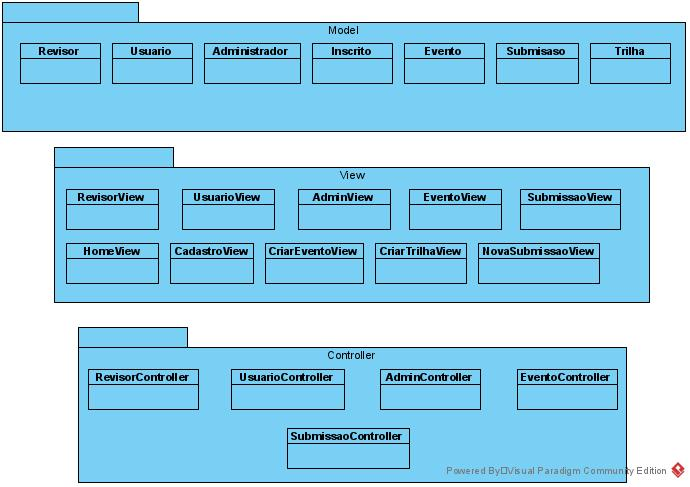 Model
Revisor Usuario Administrador Inscrito Evento Submisaso Trilha
View
RevisorView UsuarioView AdminView EventoView SubmissaoView
HomeView CadastroView CriarEventoView CriarTrilhaView NovaSubmissaoView
Controller
RevisorController UsuarioController AdminController EventoController
SubmissaoController
Powered By Visual Paradigm Community Edition